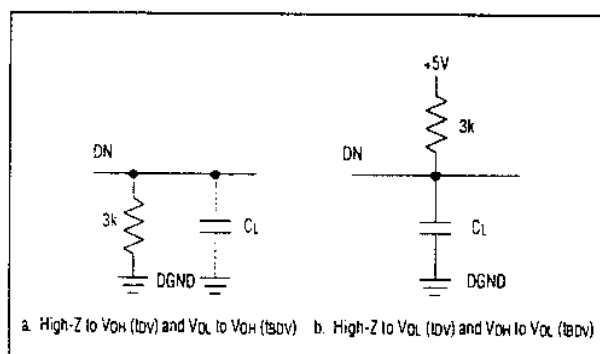 +5V
3k
DN
DN
3k
CL
CL
DGND
DGND
a. High-Z to VOH (tDV) and VOL to VOH (tBDV) b. High-Z to VOL (tDV) and VOH to VOL (tBDV)